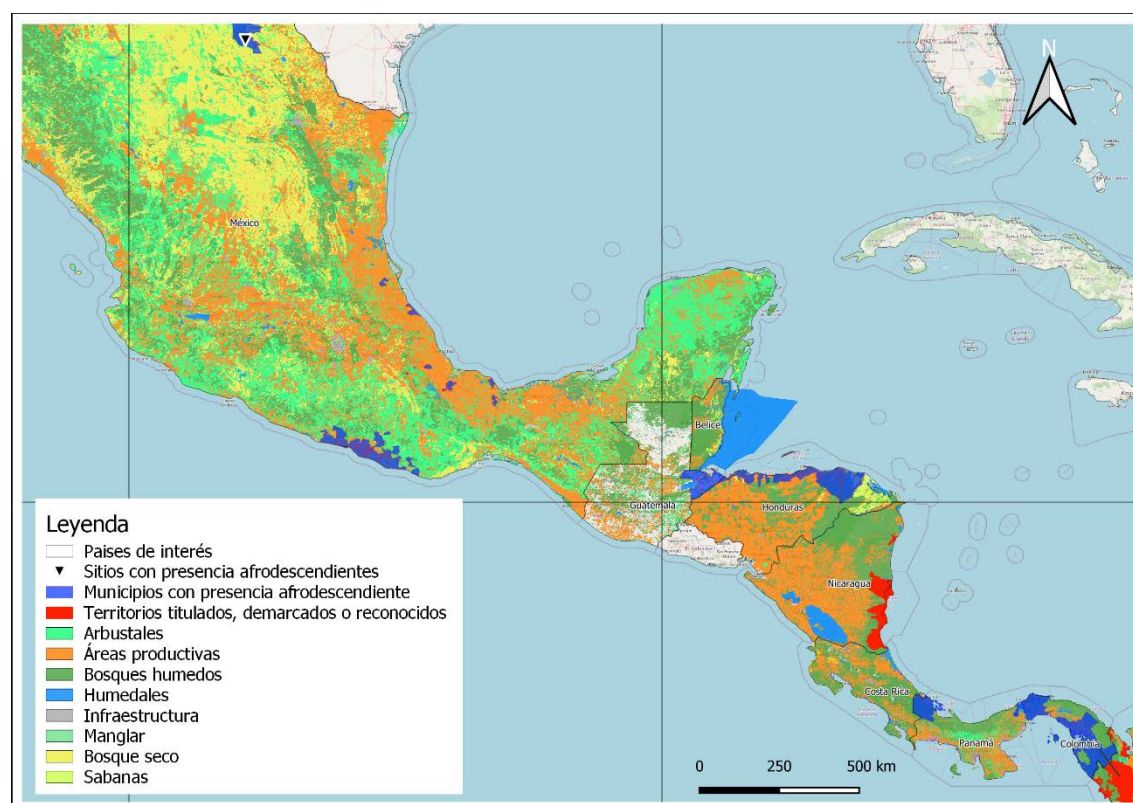 N
México
Belice
Guatemala
Honduras
Nicaragua
Costa Rica
Panamá
Colombia
Leyenda
Paises de interés
Sitios con presencia afrodescendientes
Municipios con presencia afrodescendiente
Territorios titulados, demarcados o reconocidos
Arbustales
Áreas productivas
Bosques humedos
Humedales
Infraestructura
Manglar
Bosque seco
Sabanas
0 250 500 km